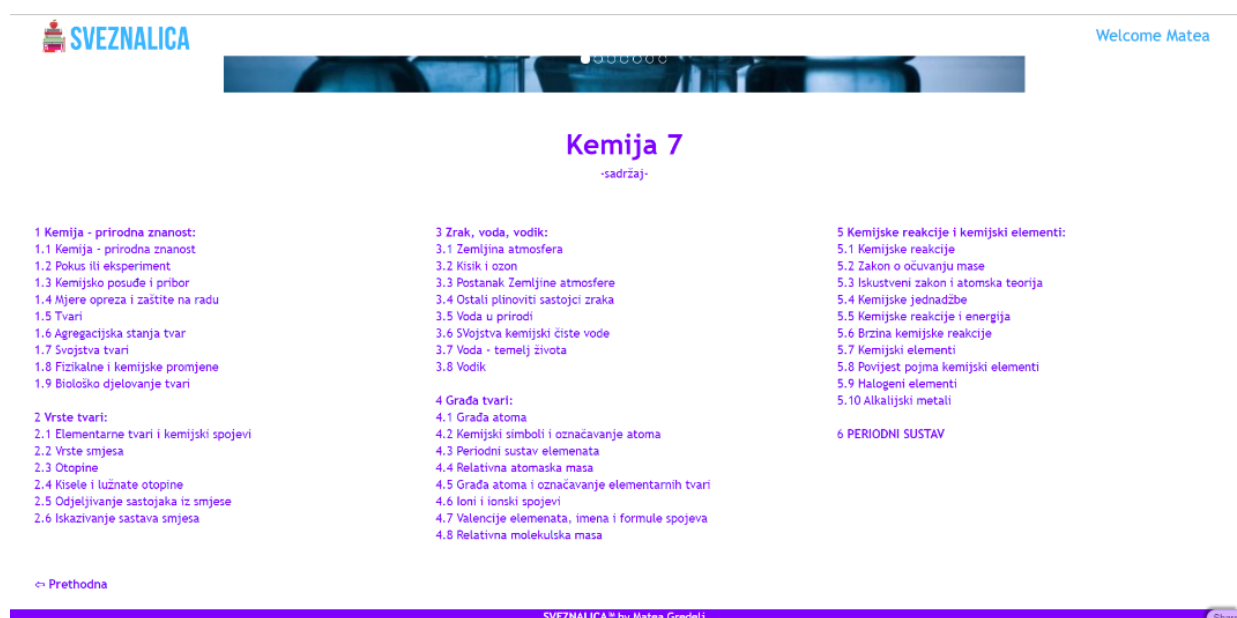 SVEZNALICA
Welcome Matea
Kemija 7
-sadržaj-
1 Kemija - prirodna znanost:
1.1 Kemija - prirodna znanost
1.2 Pokus ili eksperiment
1.3 Kemijsko posuđe i pribor
1.4 Mjere opreza i zaštite na radu
1.5 Tvari
1.6 Agregacijska stanja tvar
1.7 Svojstva tvari
1.8 Fizikalne i kemijske promjene
1.9 Biološko djelovanje tvari
2 Vrste tvari:
2.1 Elementarne tvari i kemijski spojevi
2.2 Vrste smjesa
2.3 Otopine
2.4 Kisele i lužnate otopine
2.5 Odjeljivanje sastojaka iz smjese
2.6 Iskazivanje sastava smjesa
3 Zrak, voda, vodik:
3.1 Zemljina atmosfera
3.2 Kisik i ozon
3.3 Postanak Zemljine atmosfere
3.4 Ostali plinoviti sastojci zraka
3.5 Voda u prirodi
3.6 SVojstva kemijski čiste vode
3.7 Voda - temelj života
3.8 Vodik
4 Građa tvari:
4.1 Građa atoma
4.2 Kemijski simboli i označavanje atoma
4.3 Periodni sustav elemenata
4.4 Relativna atomaska masa
4.5 Građa atoma i označavanje elementarnih tvari
4.6 Ioni i ionski spojevi
4.7 Valencije elemenata, imena i formule spojeva
4.8 Relativna molekulska masa
5 Kemijske reakcije i kemijski elementi:
5.1 Kemijske reakcije
5.2 Zakon o očuvanju mase
5.3 Iskustveni zakon i atomska teorija
5.4 Kemijske jednadžbe
5.5 Kemijske reakcije i energija
5.6 Brzina kemijske reakcije
5.7 Kemijski elementi
5.8 Povijest pojma kemijski elementi
5.9 Halogeni elementi
5.10 Alkalijski metali
6 PERIODNI SUSTAV
⇦ Prethodna
SVEZNALICA™ by Matea Gredelj